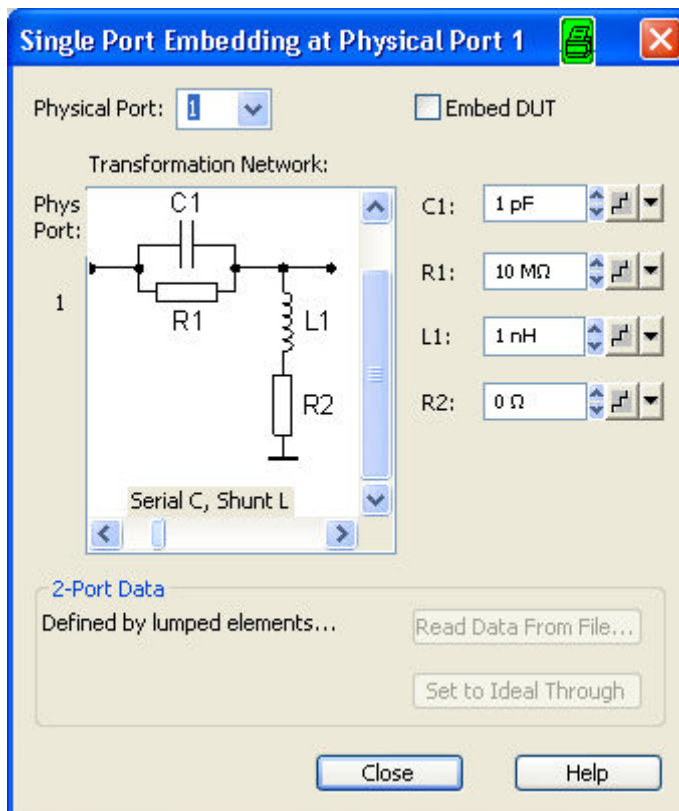 Single Port Embedding at Physical Port 1
Physical Port: 1
Embed DUT
Transformation Network:
Phys
Port:
1
C1
R1
L1
R2
Serial C, Shunt L
C1: 1 pF
R1: 10 MΩ
L1: 1 nH
R2: 0 Ω
2-Port Data
Defined by lumped elements...
Read Data From File...
Set to Ideal Through
Close
Help